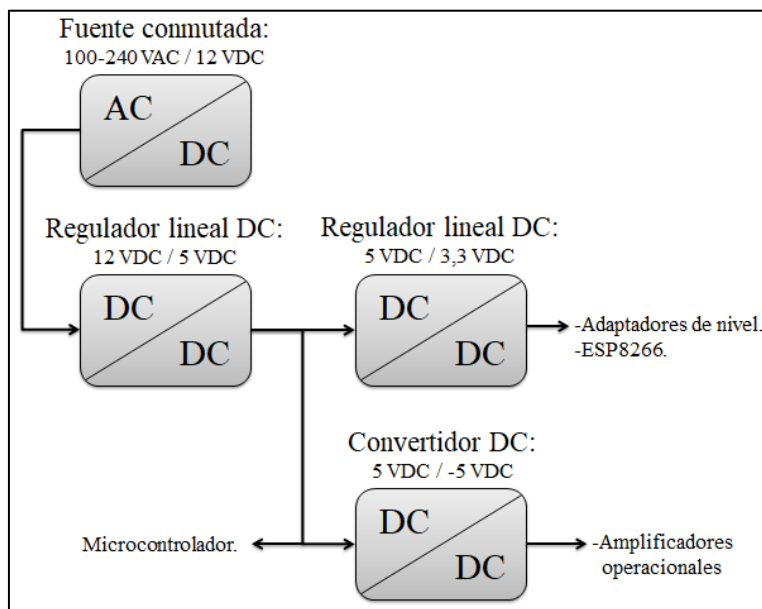 Fuente conmutada:
100-240 VAC / 12 VDC
AC
DC
Regulador lineal DC:
12 VDC / 5 VDC
DC
DC
Regulador lineal DC:
5 VDC / 3,3 VDC
DC
DC
-Adaptadores de nivel.
-ESP8266.
Convertidor DC:
5 VDC / -5 VDC
DC
DC
Microcontrolador.
-Amplificadores
operacionales